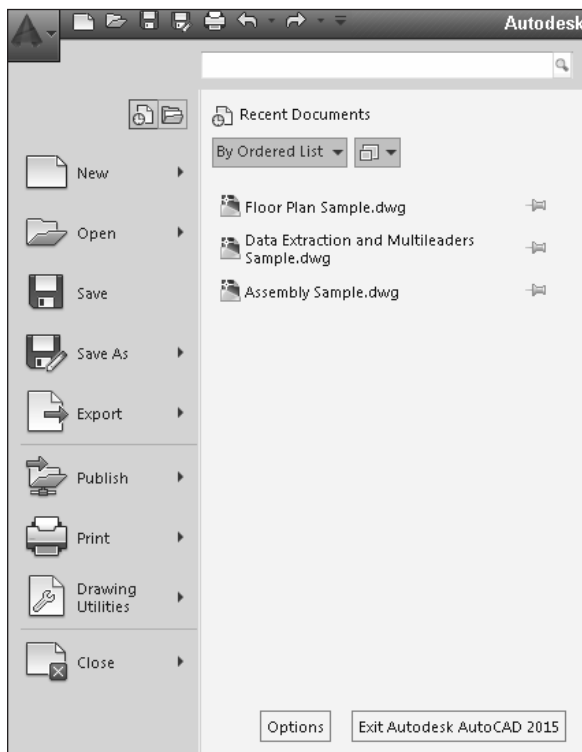 Autodesk
Recent Documents
By Ordered List
New
Open
Save
Save As
Export
Publish
Print
Drawing
Utilities
Close
Floor Plan Sample.dwg
Data Extraction and Multileaders
Sample.dwg
Assembly Sample.dwg
Options
Exit Autodesk AutoCAD 2015